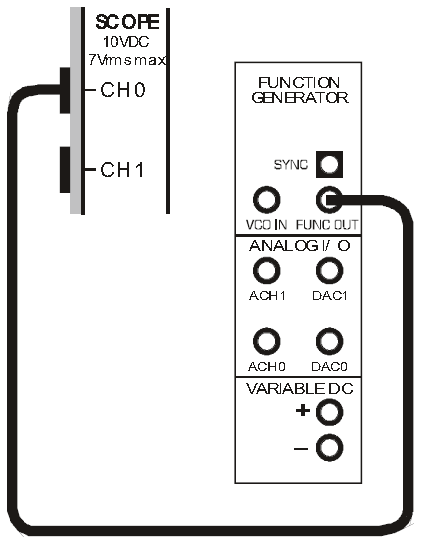 SCOPE
10VDC
7Vrms max
CH0
CH1
FUNCTION
GENERATOR
SYNC
VCO IN FUNC OUT
ANALOG I/ O
ACH1 DAC1
ACH0 DAC0
VARIABLE DC
+
−